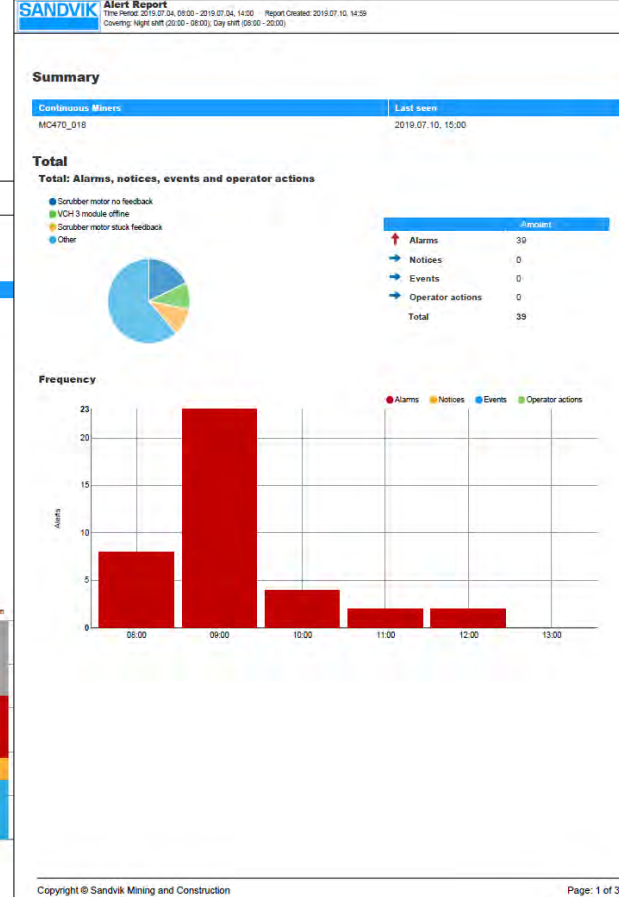 SANDVIK
Alert Report
Time Period: 2019.07.04, 08:00 - 2019.07.04, 14:00 Report Created: 2019.07.10, 14:59
Covering: Night shift (20:00 - 08:00); Day shift (08:00 - 20:00)
Summary
Continuous Miners Last seen
MC470_018 2019.07.10, 15:00
Total
Total: Alarms, notices, events and operator actions
Scrubber motor no feedback
VCH 3 module offline
Scrubber motor stuck feedback
Other
Amount
Alarms 39
Notices 0
Events 0
Operator actions 0
Total 39
Frequency
Alarms Notices Events Operator actions
23
20
15
10
5
0
Alerts
08:00 09:00 10:00 11:00 12:00 13:00
Copyright © Sandvik Mining and Construction Page: 1 of 3